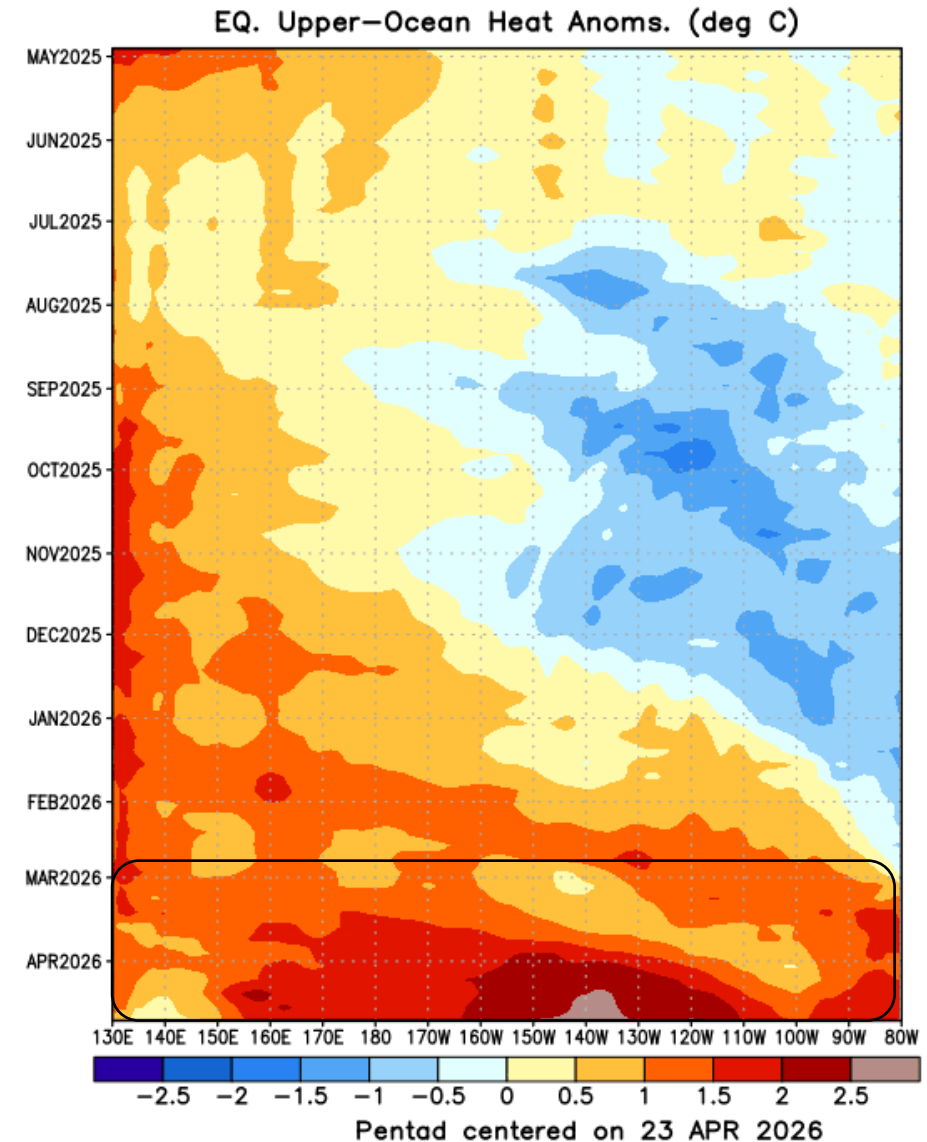 EQ. Upper-Ocean Heat Anoms. (deg C)
MAY2025
JUN2025
JUL2025
AUG2025
SEP2025
OCT2025
NOV2025
DEC2025
JAN2026
FEB2026
MAR2026
APR2026
130E 140E 150E 160E 170E 180 170W 160W 150W 140W 130W 120W 110W 100W 90W 80W
-2.5 -2 -1.5 -1 -0.5 0 0.5 1 1.5 2 2.5
Pentad centered on 23 APR 2026